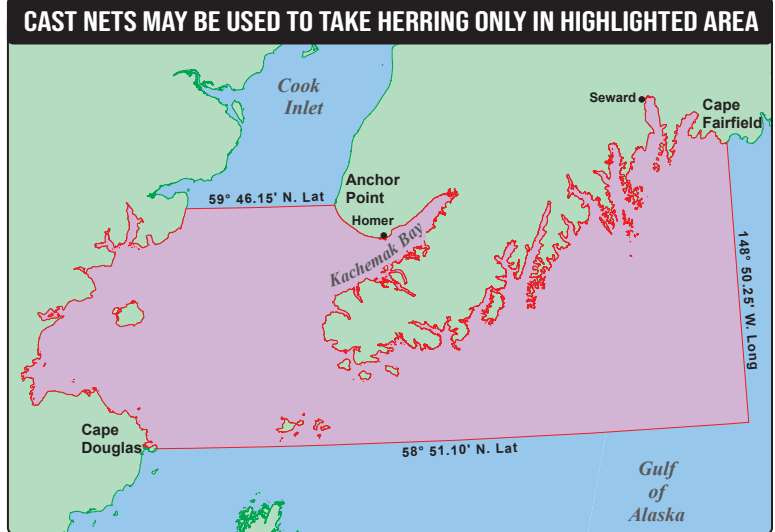 CAST NETS MAY BE USED TO TAKE HERRING ONLY IN HIGHLIGHTED AREA
Cook
Inlet
Seward
Cape
Fairfield
59° 46.15' N. Lat
Anchor
Point
Homer
Kachemak Bay
148° 50.25' W. Long
Cape
Douglas
58° 51.10' N. Lat
Gulf
of
Alaska